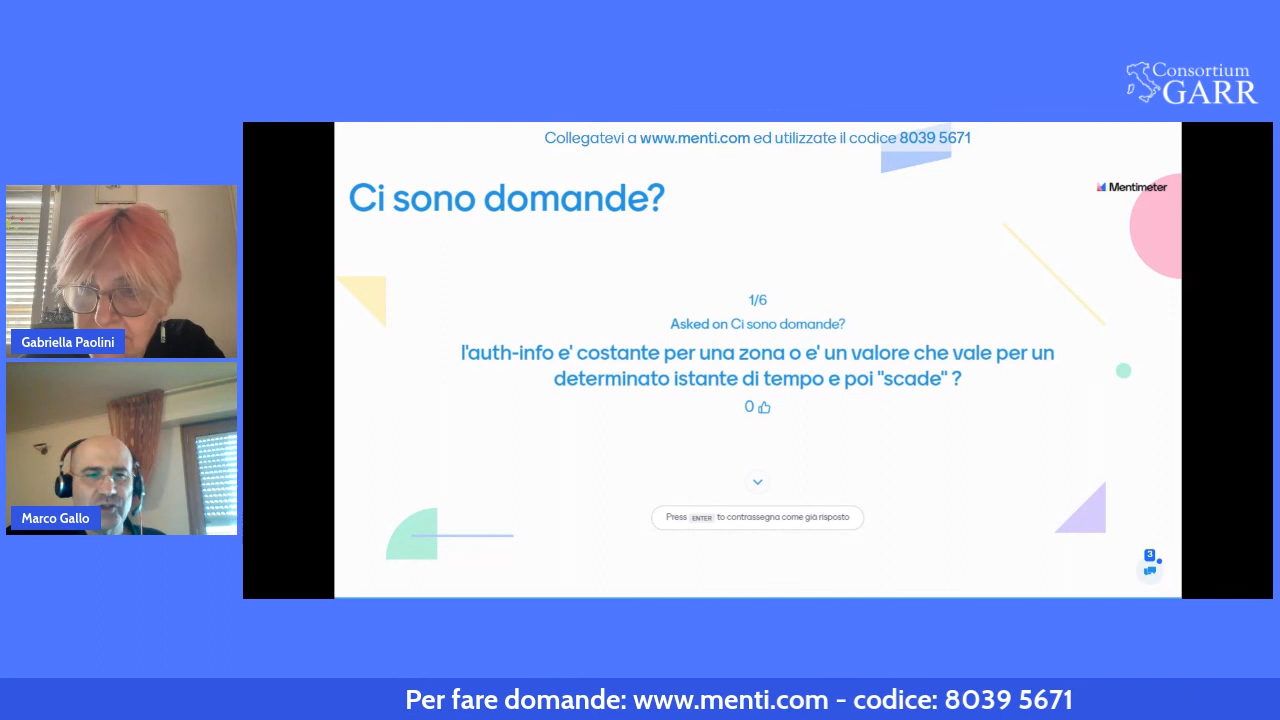 Consortium
GARR
Collegatevi a www.menti.com ed utilizzate il codice 8039 5671
Ci sono domande?
Mentimeter
1/6
Asked on Ci sono domande?
l'auth-info e' costante per una zona o e' un valore che vale per un
determinato istante di tempo e poi "scade" ?
0
Press ENTER to contrassegna come già risposto
3
Gabriella Paolini
Marco Gallo
Per fare domande: www.menti.com - codice: 8039 5671